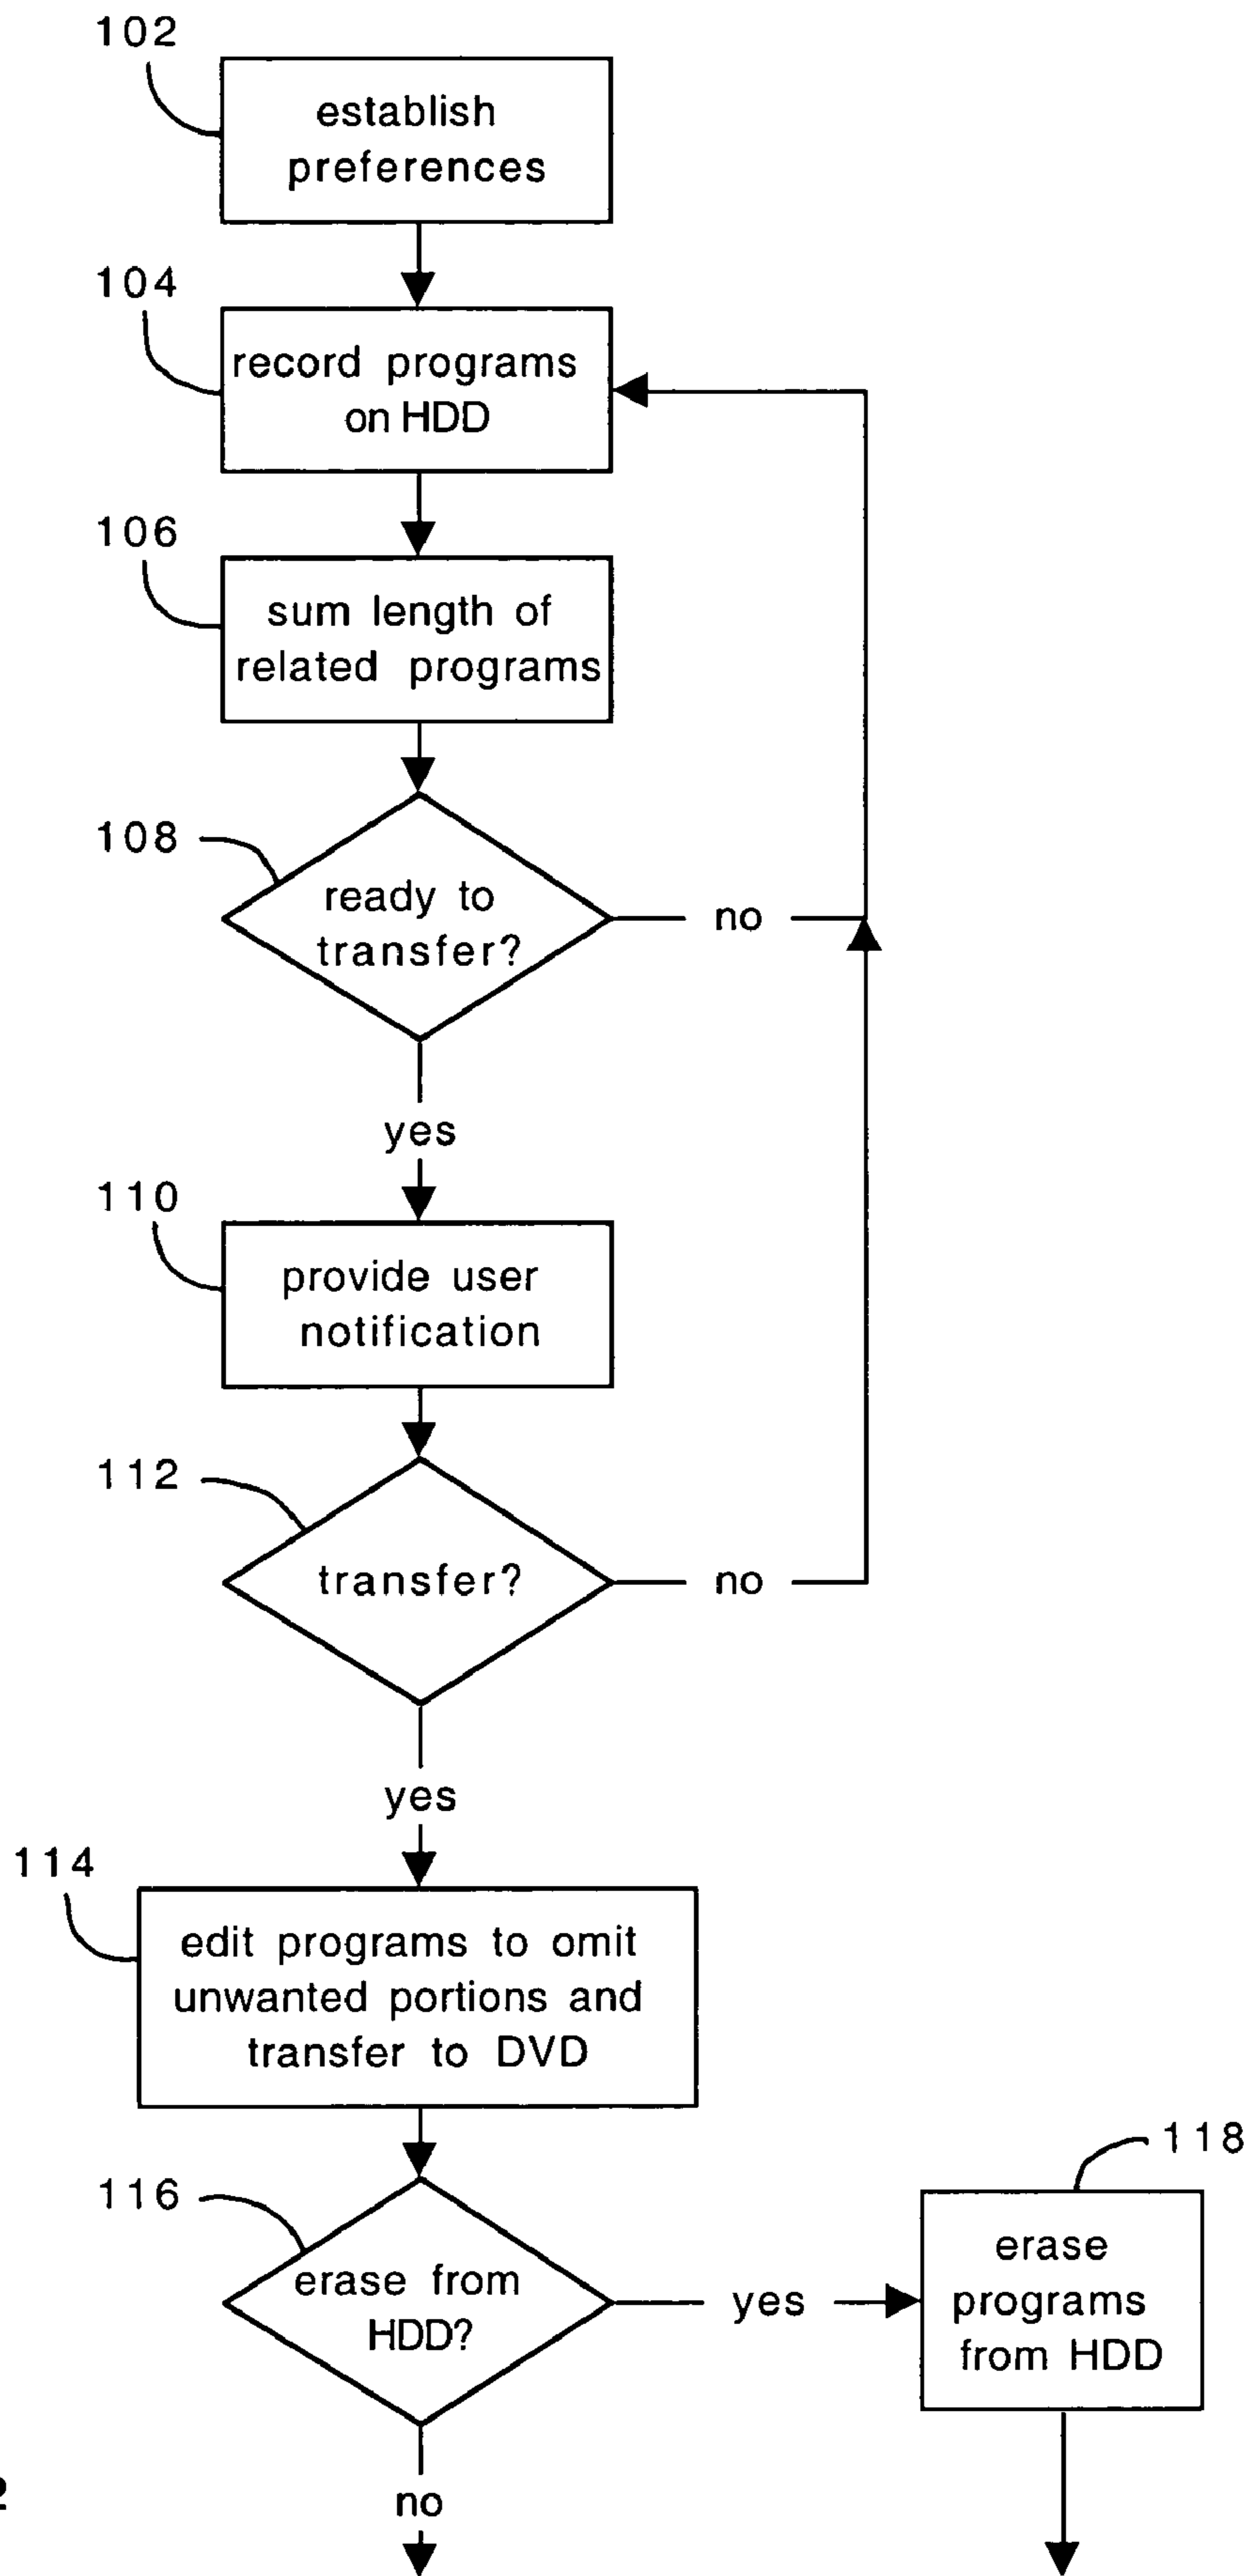 102
establish
preferences
104
record programs
on HDD
106
sum length of
related programs
108
ready to
transfer?
no
yes
110
provide user
notification
112
transfer?
no
yes
114
edit programs to omit
unwanted portions and
transfer to DVD
116
erase from
HDD?
yes
118
erase
programs
from HDD
no
2